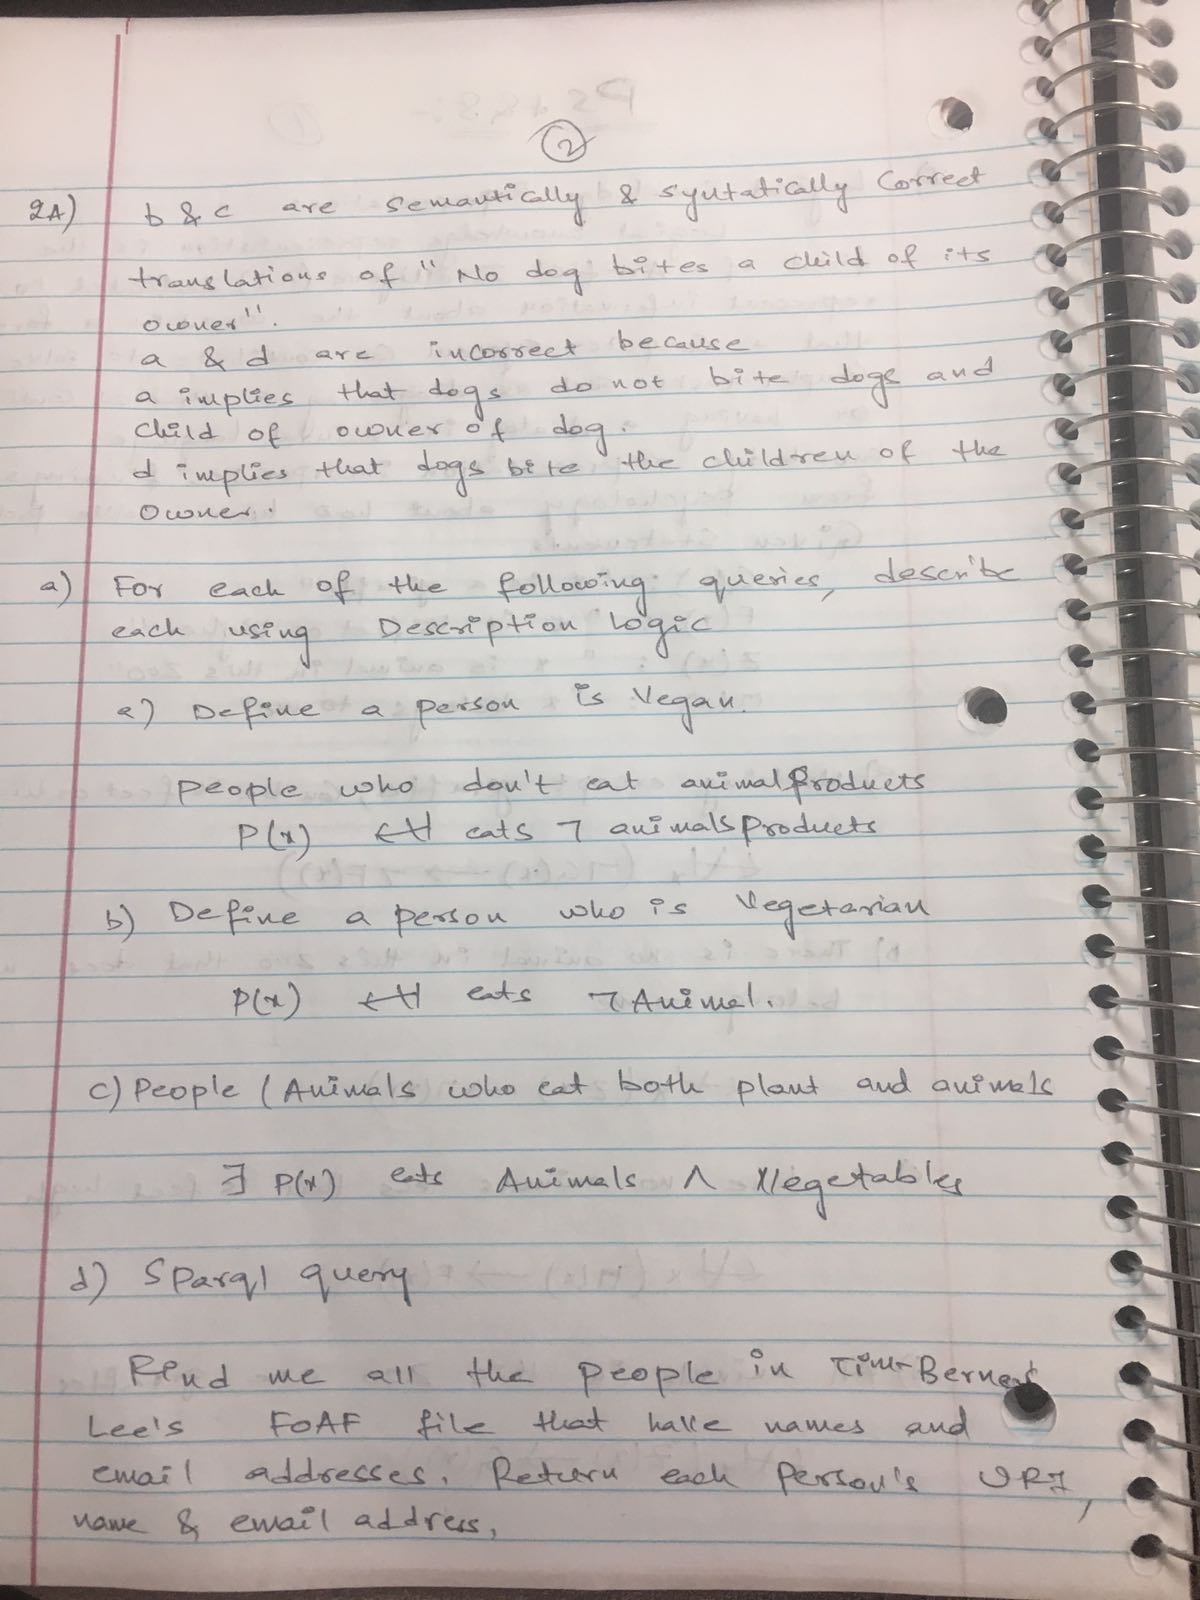 2
2A) b & c are semantically & syntatically Correct
translations of "No dog bites a child of its
owner".
a & d are incorrect because
a implies that dogs do not bite dogs and
child of owner of dog.
d implies that dogs bite the children of the
Owner.
a) For each of the following queries, describe
each using Description Logic
a) Define a person is Vegan.
people who don't eat animal Products
P(x) ↔∀ eats ¬ animals products
b) Define a person who is Vegetarian
P(x) ↔∀ eats ¬ Animal.
c) People (Animals who eat both plant and animals
∃ P(x) eats Animals ∧ Vegetables
d) SParql query
Find me all the people in Tim-Berners
Lee's FOAF file that have names and
email addresses. Return each Person's URI,
name & email address,